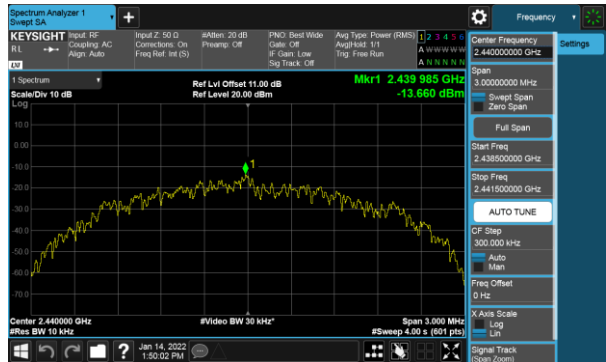 Spectrum Analyzer 1
Swept SA
Frequency
KEYSIGHT
Input: RF
Coupling: AC
Align: Auto
Input Z: 50 Ω
Corrections: On
Freq Ref: Int (S)
#Atten: 20 dB
Preamp: Off
PNO: Best Wide
Gate: Off
IF Gain: Low
Sig Track: Off
Avg Type: Power (RMS)
Avg|Hold: 1/1
Trig: Free Run
1 2 3 4 5 6
A W W W W W
A N N N N N
R L
LXI
1 Spectrum
Scale/Div 10 dB
Log
Ref Lvl Offset 11.00 dB
Ref Level 20.00 dBm
Mkr1 2.439 985 GHz
-13.660 dBm
1
10.0
0.00
-10.0
-20.0
-30.0
-40.0
-50.0
-60.0
-70.0
Center 2.440000 GHz
#Res BW 10 kHz
#Video BW 30 kHz*
Span 3.000 MHz
#Sweep 4.00 s (601 pts)
Jan 14, 2022
1:50:02 PM
Center Frequency
2.440000000 GHz
Settings
Span
3.00000000 MHz
Swept Span
Zero Span
Full Span
Start Freq
2.438500000 GHz
Stop Freq
2.441500000 GHz
AUTO TUNE
CF Step
300.000 kHz
Auto
Man
Freq Offset
0 Hz
X Axis Scale
Log
Lin
Signal Track
(Span Zoom)